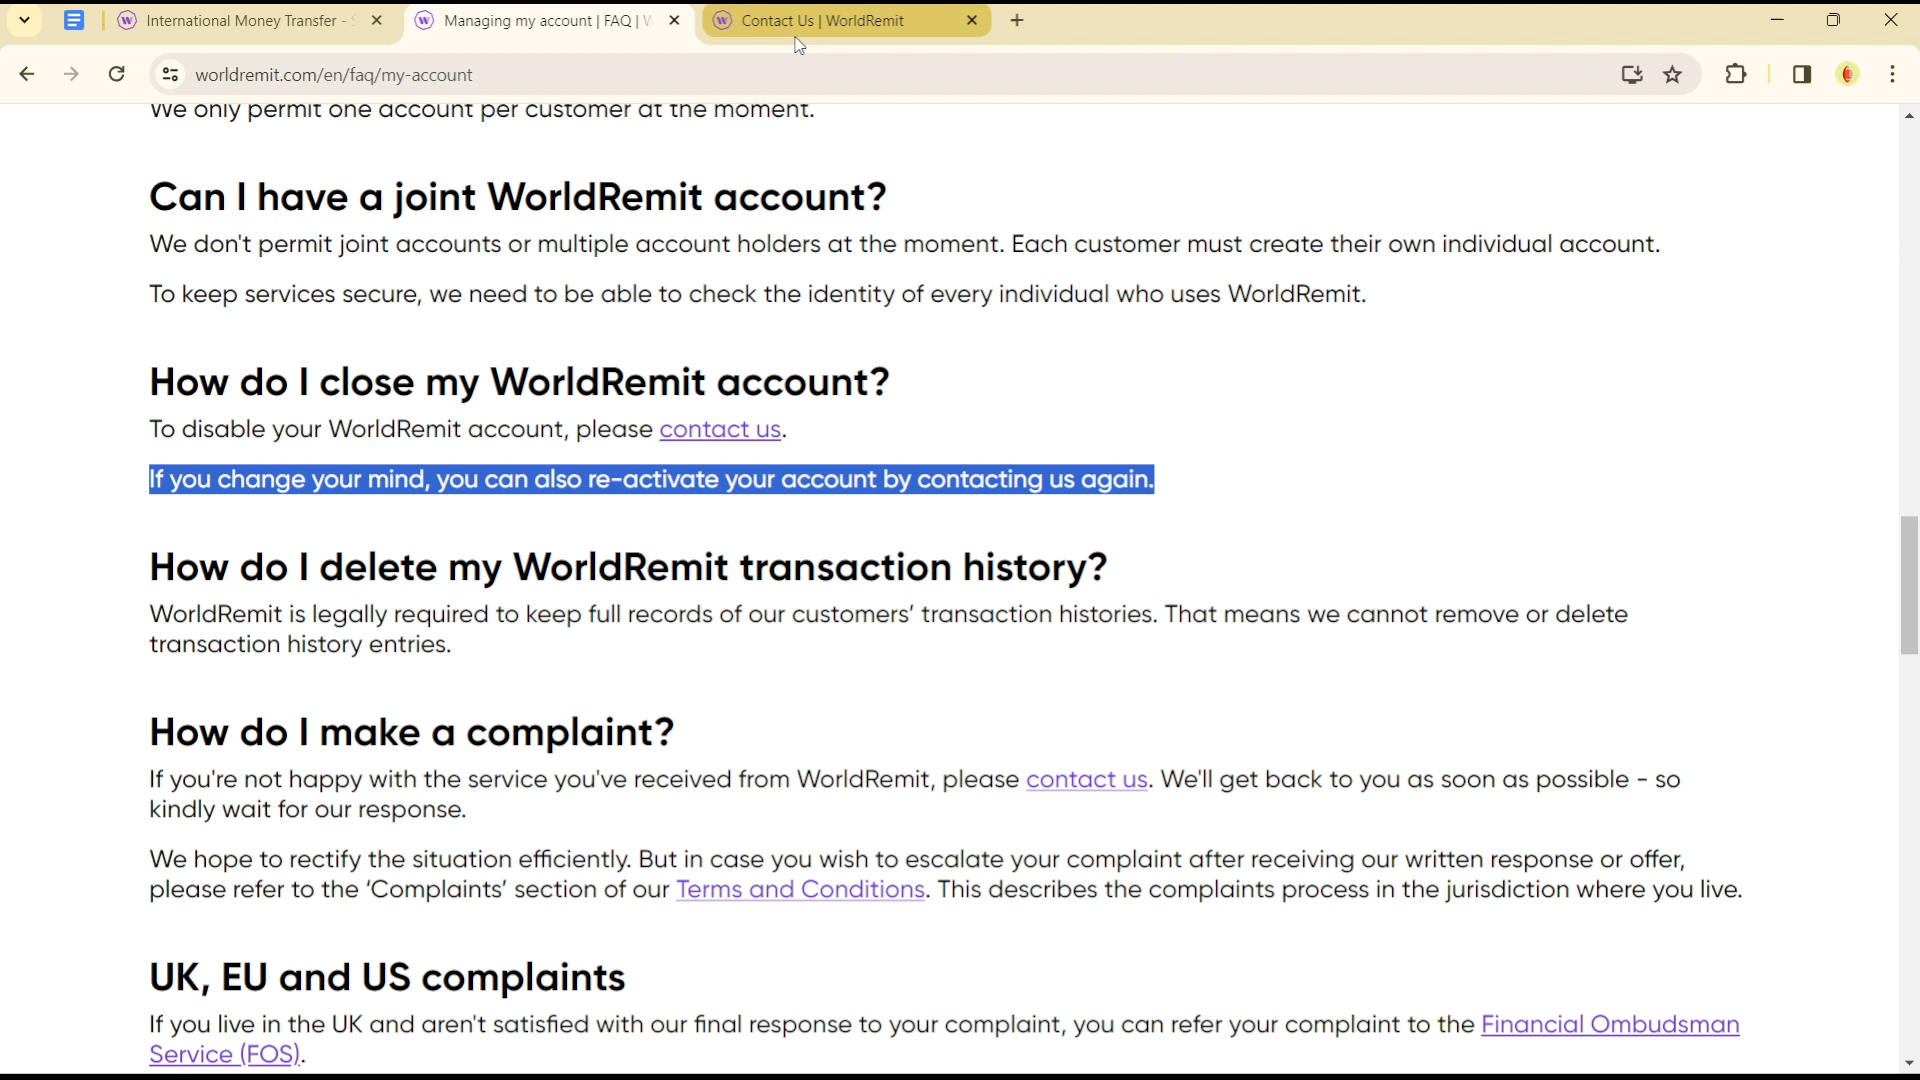 International Money Transfer -
Managing my account | FAQ |
Contact Us | WorldRemit
worldremit.com/en/faq/my-account
We only permit one account per customer at the moment.
Can I have a joint WorldRemit account?
We don't permit joint accounts or multiple account holders at the moment. Each customer must create their own individual account.
To keep services secure, we need to be able to check the identity of every individual who uses WorldRemit.
How do I close my WorldRemit account?
To disable your WorldRemit account, please contact us.
If you change your mind, you can also re-activate your account by contacting us again.
How do I delete my WorldRemit transaction history?
WorldRemit is legally required to keep full records of our customers’ transaction histories. That means we cannot remove or delete
transaction history entries.
How do I make a complaint?
If you're not happy with the service you've received from WorldRemit, please contact us. We'll get back to you as soon as possible - so
kindly wait for our response.
We hope to rectify the situation efficiently. But in case you wish to escalate your complaint after receiving our written response or offer,
please refer to the ‘Complaints’ section of our Terms and Conditions. This describes the complaints process in the jurisdiction where you live.
UK, EU and US complaints
If you live in the UK and aren't satisfied with our final response to your complaint, you can refer your complaint to the Financial Ombudsman
Service (FOS).